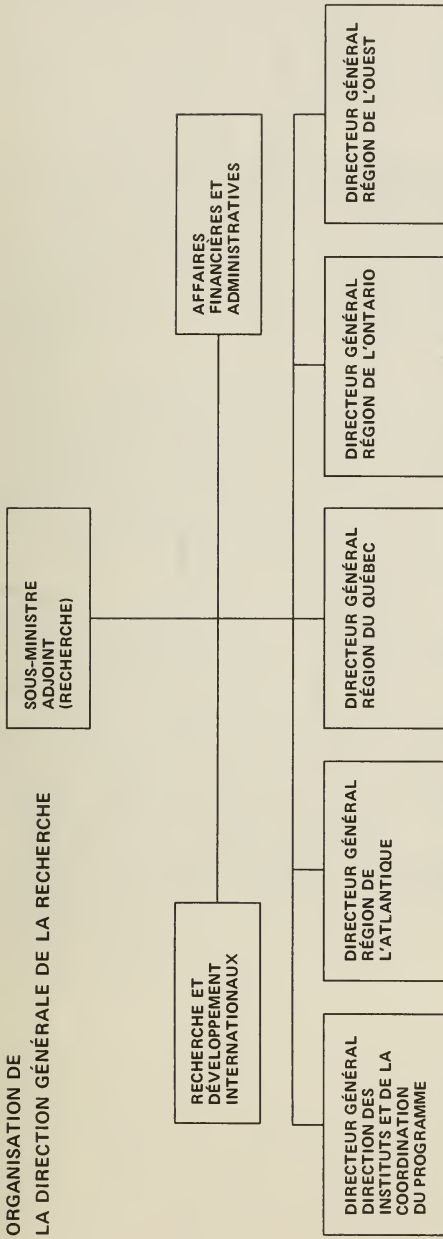 ORGANISATION DE
LA DIRECTION GÉNÉRALE DE LA RECHERCHE
SOUS-MINISTRE
ADJOINT
(RECHERCHE)
RECHERCHE ET
DÉVELOPPEMENT
INTERNATIONAUX
AFFAIRES
FINANCIÈRES ET
ADMINISTRATIVES
DIRECTEUR GÉNÉRAL
DIRECTION DES
INSTITUTS ET DE LA
COORDINATION
DU PROGRAMME
DIRECTEUR GÉNÉRAL
RÉGION DE
L'ATLANTIQUE
DIRECTEUR GÉNÉRAL
RÉGION DU QUÉBEC
DIRECTEUR GÉNÉRAL
RÉGION DE L'ONTARIO
DIRECTEUR GÉNÉRAL
RÉGION DE L'OUEST